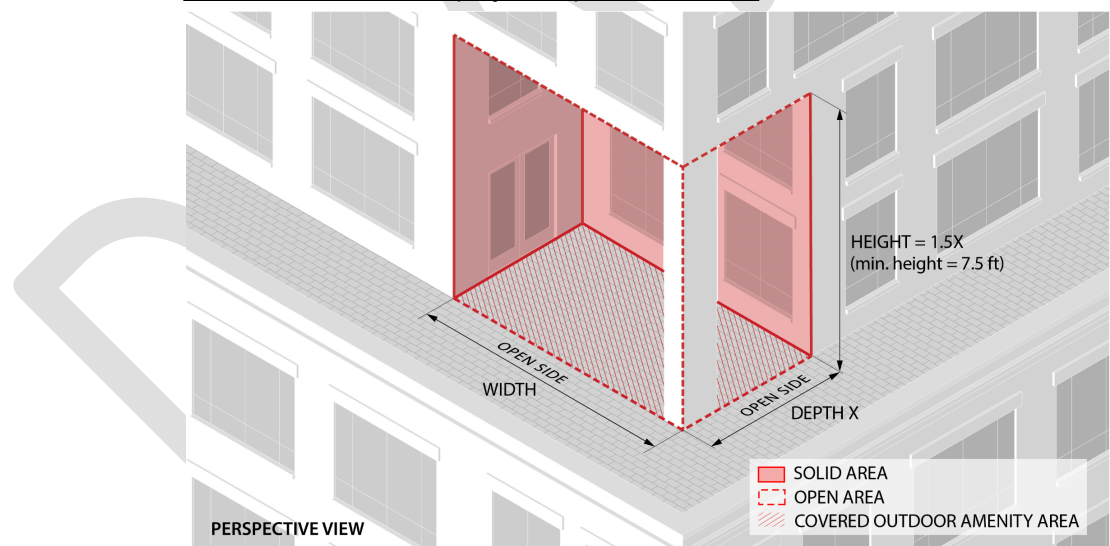 HEIGHT = 1.5X
(min. height = 7.5 ft)
OPEN SIDE
WIDTH
OPEN SIDE
DEPTH X
SOLID AREA
OPEN AREA
COVERED OUTDOOR AMENITY AREA
PERSPECTIVE VIEW